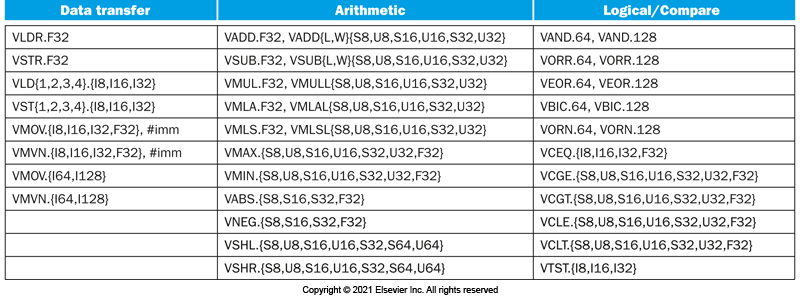 Data transfer Arithmetic Logical/Compare
VLDR.F32 VADD.F32, VADD{L,W}{S8,U8,S16,U16,S32,U32} VAND.64, VAND.128
VSTR.F32 VSUB.F32, VSUB{L,W}{S8,U8,S16,U16,S32,U32} VORR.64, VORR.128
VLD{1,2,3,4}.{I8,I16,I32} VMUL.F32, VMULL{S8,U8,S16,U16,S32,U32} VEOR.64, VEOR.128
VST{1,2,3,4}.{I8,I16,I32} VMLA.F32, VMLAL{S8,U8,S16,U16,S32,U32} VBIC.64, VBIC.128
VMOV.{I8,I16,I32,F32}, #imm VMLS.F32, VMLSL{S8,U8,S16,U16,S32,U32} VORN.64, VORN.128
VMVN.{I8,I16,I32,F32}, #imm VMAX.{S8,U8,S16,U16,S32,U32,F32} VCEQ.{I8,I16,I32,F32}
VMOV.{I64,I128} VMIN.{S8,U8,S16,U16,S32,U32,F32} VCGE.{S8,U8,S16,U16,S32,U32,F32}
VMVN.{I64,I128} VABS.{S8,S16,S32,F32} VCGT.{S8,U8,S16,U16,S32,U32,F32}
VNEG.{S8,S16,S32,F32} VCLE.{S8,U8,S16,U16,S32,U32,F32}
VSHL.{S8,U8,S16,U16,S32,S64,U64} VCLT.{S8,U8,S16,U16,S32,U32,F32}
VSHR.{S8,U8,S16,U16,S32,S64,U64} VTST.{I8,I16,I32}
Copyright © 2021 Elsevier Inc. All rights reserved